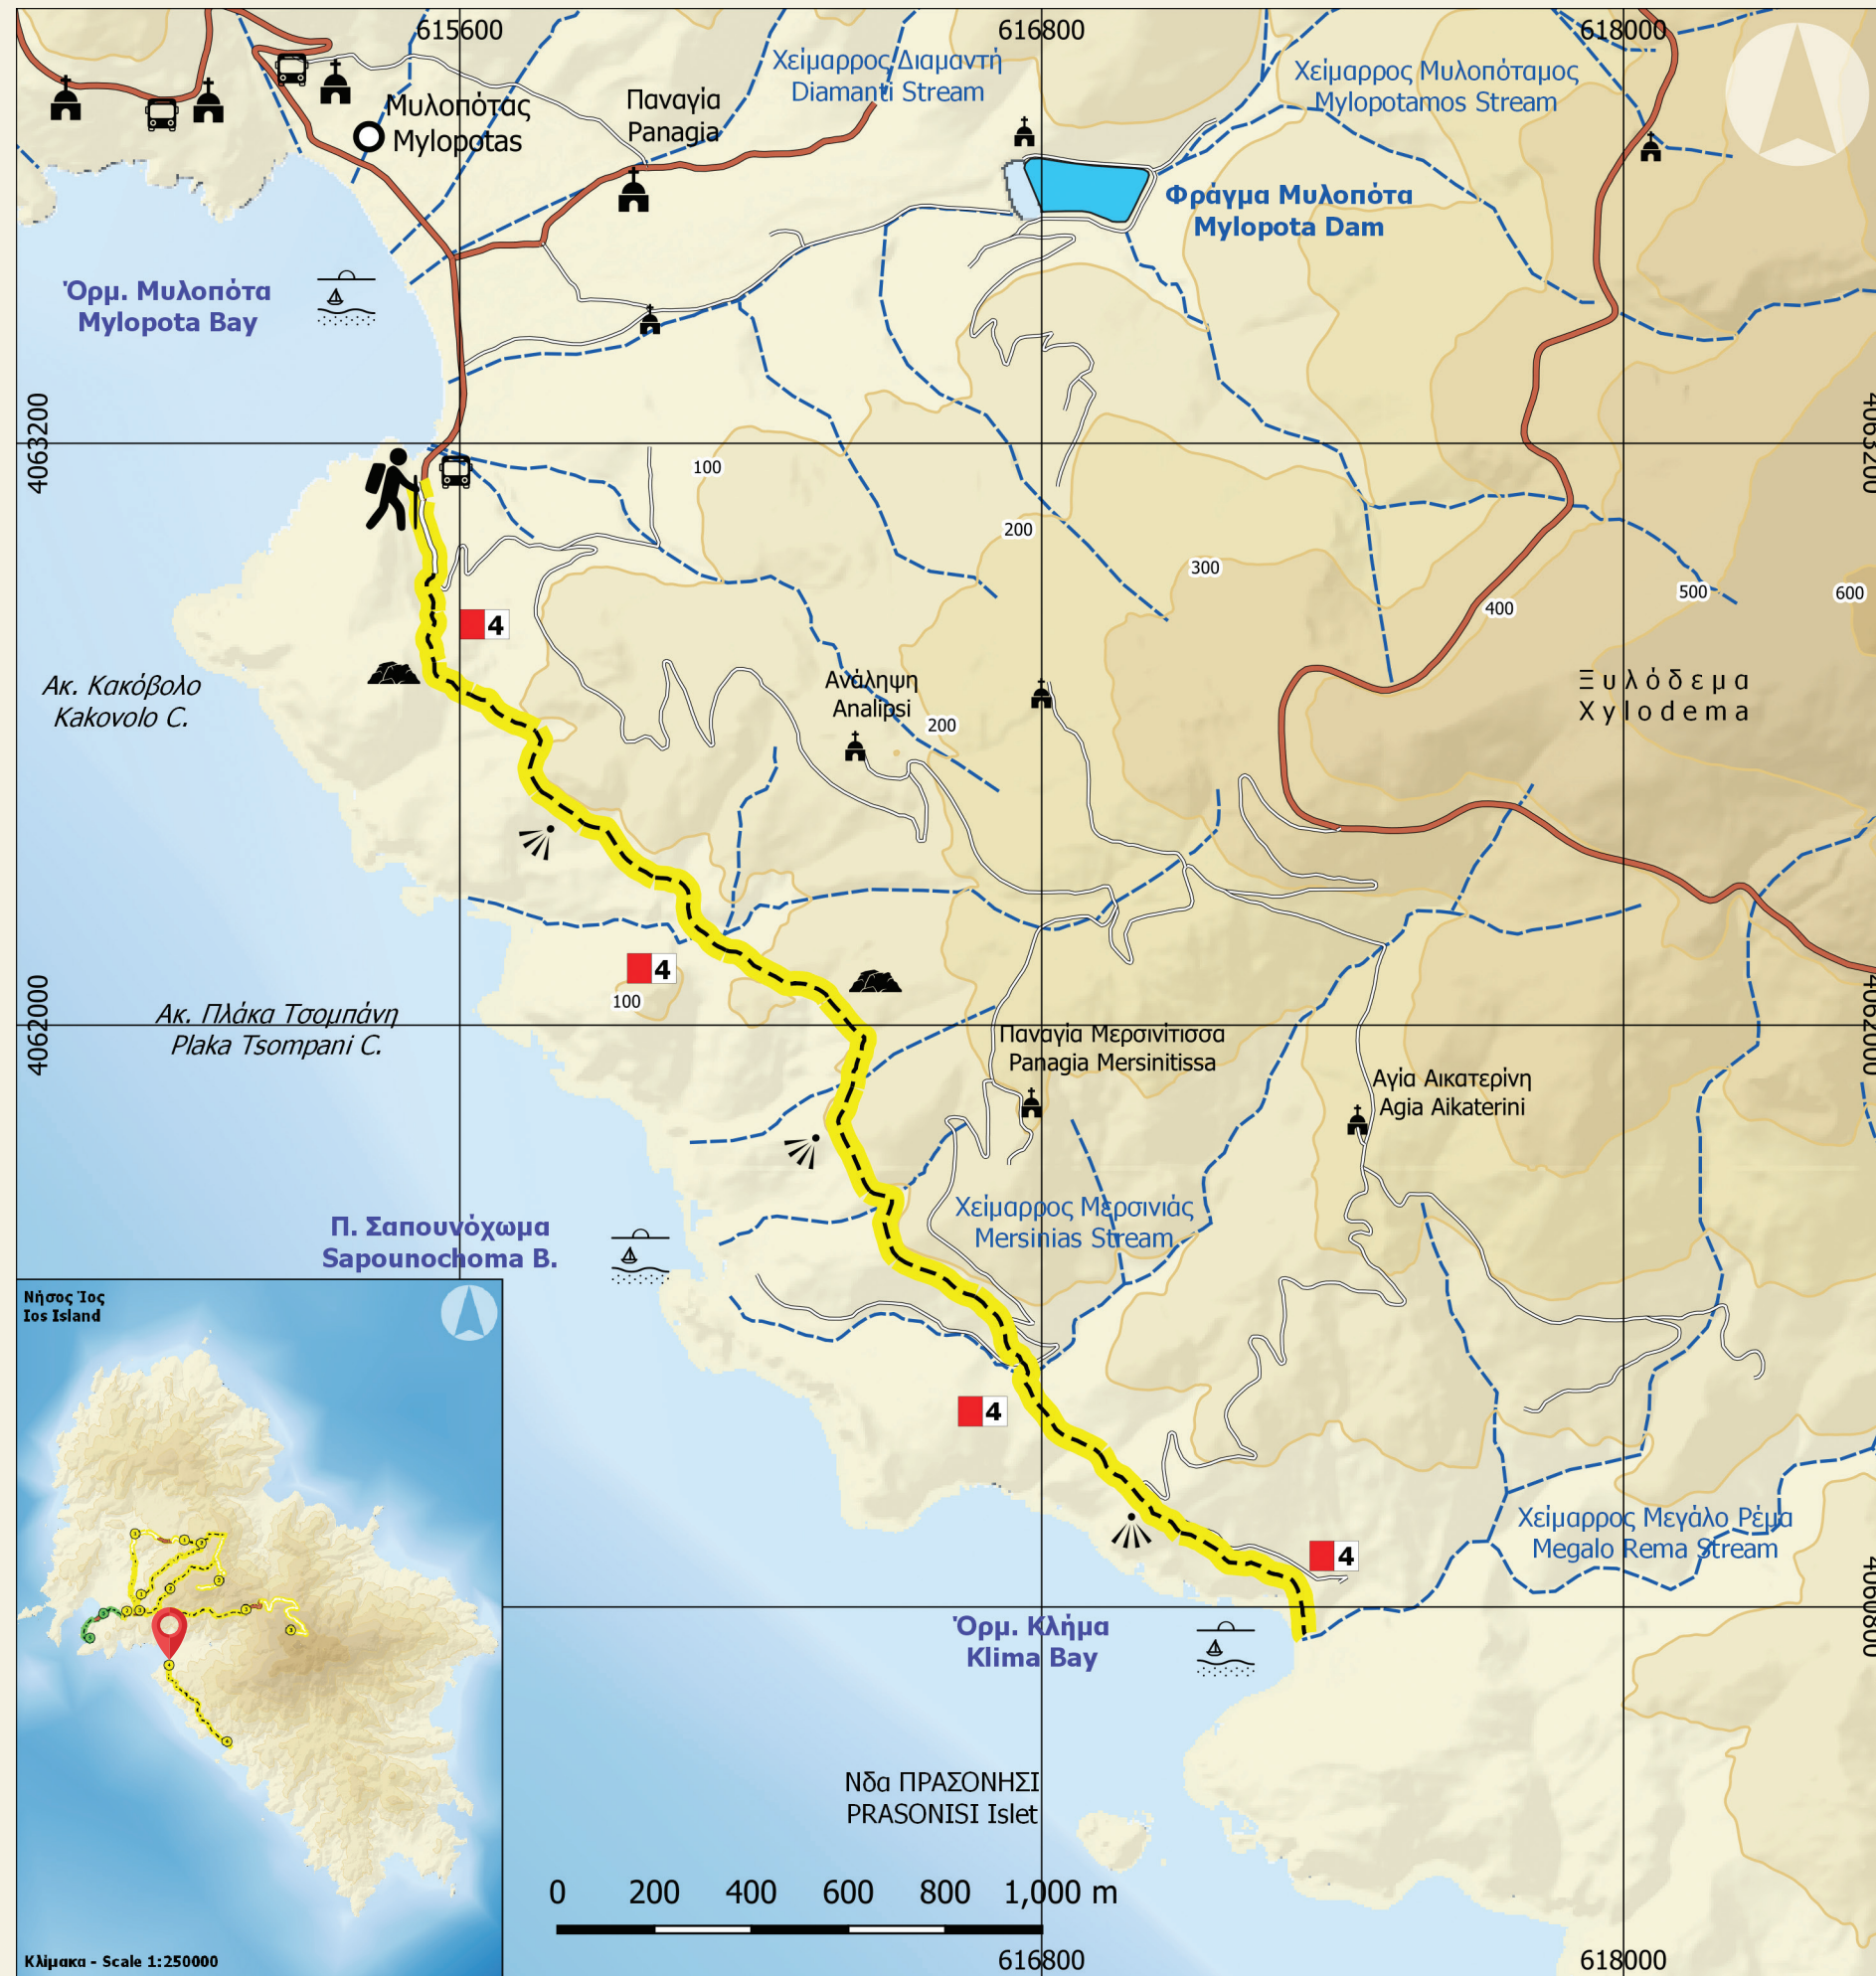 615600
616800
618000
Χείμαρρος Διαμαντή
Diamanti Stream
Χείμαρρος Μυλοπόταμος
Mylopotamos Stream
Μυλοπότας
Mylopotas
Παναγία
Panagia
Φράγμα Μυλοπότα
Mylopota Dam
Όρμ. Μυλοπότα
Mylopota Bay
4063200
4063200
100
200
300
400
500
600
4
Ακ. Κακόβολο
Kakovolo C.
Ανάληψη
Analipsi
200
Ξυλόδεμα
Xylodema
4
100
4062000
4062000
Ακ. Πλάκα Τσομπάνη
Plaka Tsompani C.
Παναγία Μερσινίτισσα
Panagia Mersinitissa
Αγία Αικατερίνη
Agia Aikaterini
Χείμαρρος Μερσινιάς
Mersinias Stream
Π. Σαπουνόχωμα
Sapounochoma B.
4
Χείμαρρος Μεγάλο Ρέμα
Megalo Rema Stream
4
4060800
Όρμ. Κλήμα
Klima Bay
Νδα ΠΡΑΣΟΝΗΣΙ
PRASONISI Islet
0 200 400 600 800 1,000 m
616800
618000
Νήσος Ίος
Ios Island
Κλίμακα - Scale 1:250000